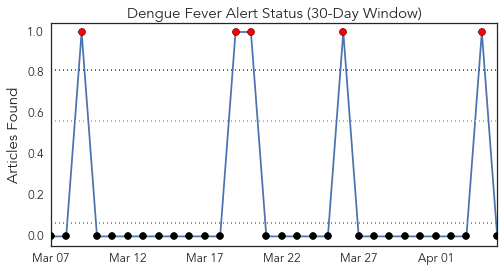 Dengue Fever Alert Status (30-Day Window)
Articles Found
1.0
0.8
0.6
0.4
0.2
0.0
Mar 07 Mar 12 Mar 17 Mar 22 Mar 27 Apr 01